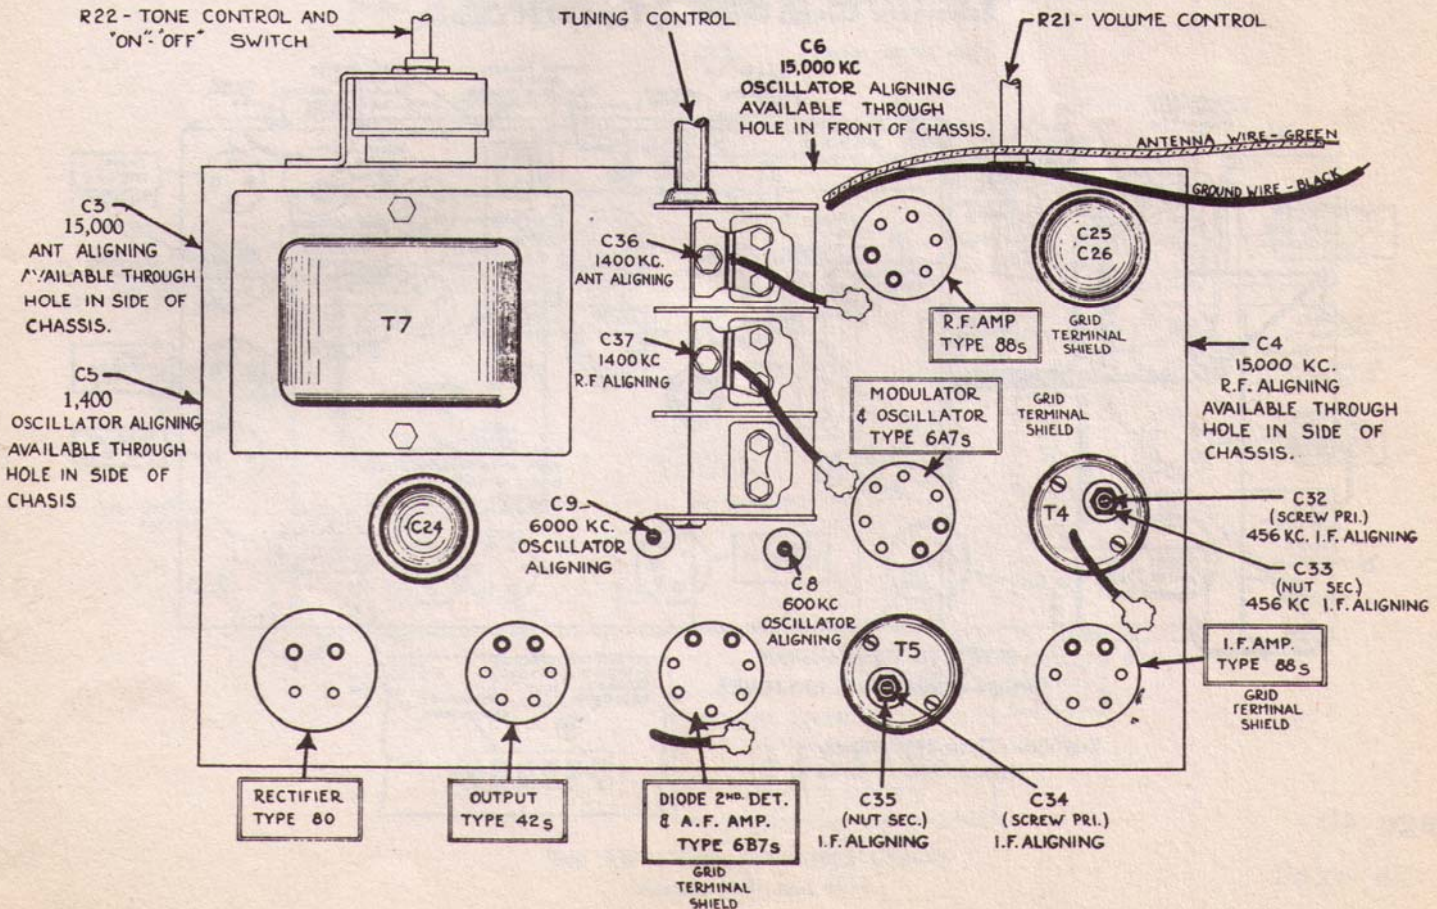 R22 - TONE CONTROL AND
"ON"-"OFF" SWITCH
TUNING CONTROL
R21 - VOLUME CONTROL
C6
15,000 KC
OSCILLATOR ALIGNING
AVAILABLE THROUGH
HOLE IN FRONT OF CHASSIS.
ANTENNA WIRE - GREEN
GROUND WIRE - BLACK
C3
15,000
ANT ALIGNING
AVAILABLE THROUGH
HOLE IN SIDE OF
CHASSIS.
C5
1,400
OSCILLATOR ALIGNING
AVAILABLE THROUGH
HOLE IN SIDE OF
CHASIS
T7
C36
1400 KC.
ANT ALIGNING
C37
1400 KC
R.F ALIGNING
C25
C26
R.F. AMP
TYPE 88s
GRID
TERMINAL
SHIELD
C4
15,000 KC.
R.F. ALIGNING
AVAILABLE THROUGH
HOLE IN SIDE OF
CHASSIS.
MODULATOR
& OSCILLATOR
TYPE 6A7s
GRID
TERMINAL
SHIELD
C24
C9
6000 KC.
OSCILLATOR
ALIGNING
C8
600 KC
OSCILLATOR
ALIGNING
T4
C32
(SCREW PRI.)
456 KC. I.F. ALIGNING
C33
(NUT SEC.)
456 KC I.F. ALIGNING
T5
I.F. AMP.
TYPE 88s
GRID
TERMINAL
SHIELD
RECTIFIER
TYPE 80
OUTPUT
TYPE 42s
DIODE 2ND. DET.
& A.F. AMP.
TYPE 6B7s
GRID
TERMINAL
SHIELD
C35
(NUT SEC.)
I.F. ALIGNING
C34
(SCREW PRI.)
I.F. ALIGNING